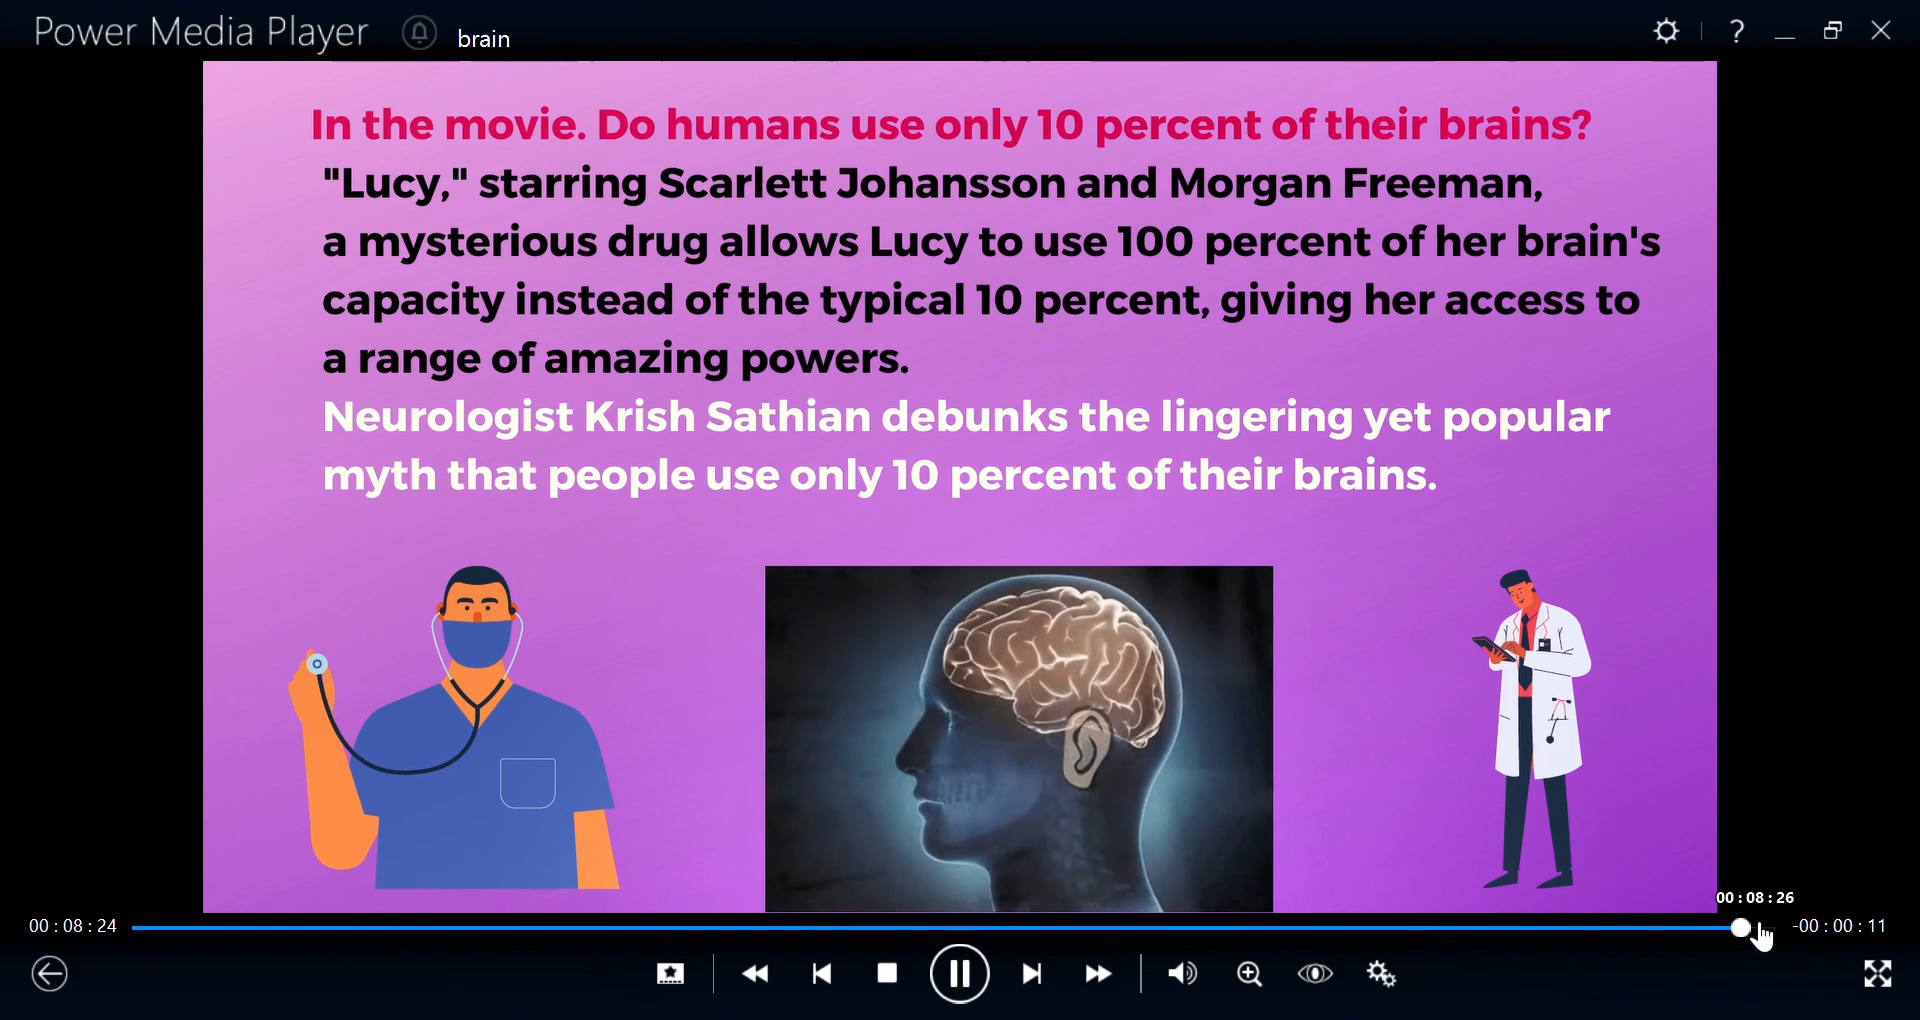 Power Media Player
brain
?
In the movie. Do humans use only 10 percent of their brains?
"Lucy," starring Scarlett Johansson and Morgan Freeman,
a mysterious drug allows Lucy to use 100 percent of her brain's
capacity instead of the typical 10 percent, giving her access to
a range of amazing powers.
Neurologist Krish Sathian debunks the lingering yet popular
myth that people use only 10 percent of their brains.
00:08:26
00:08:24
-00:00:11